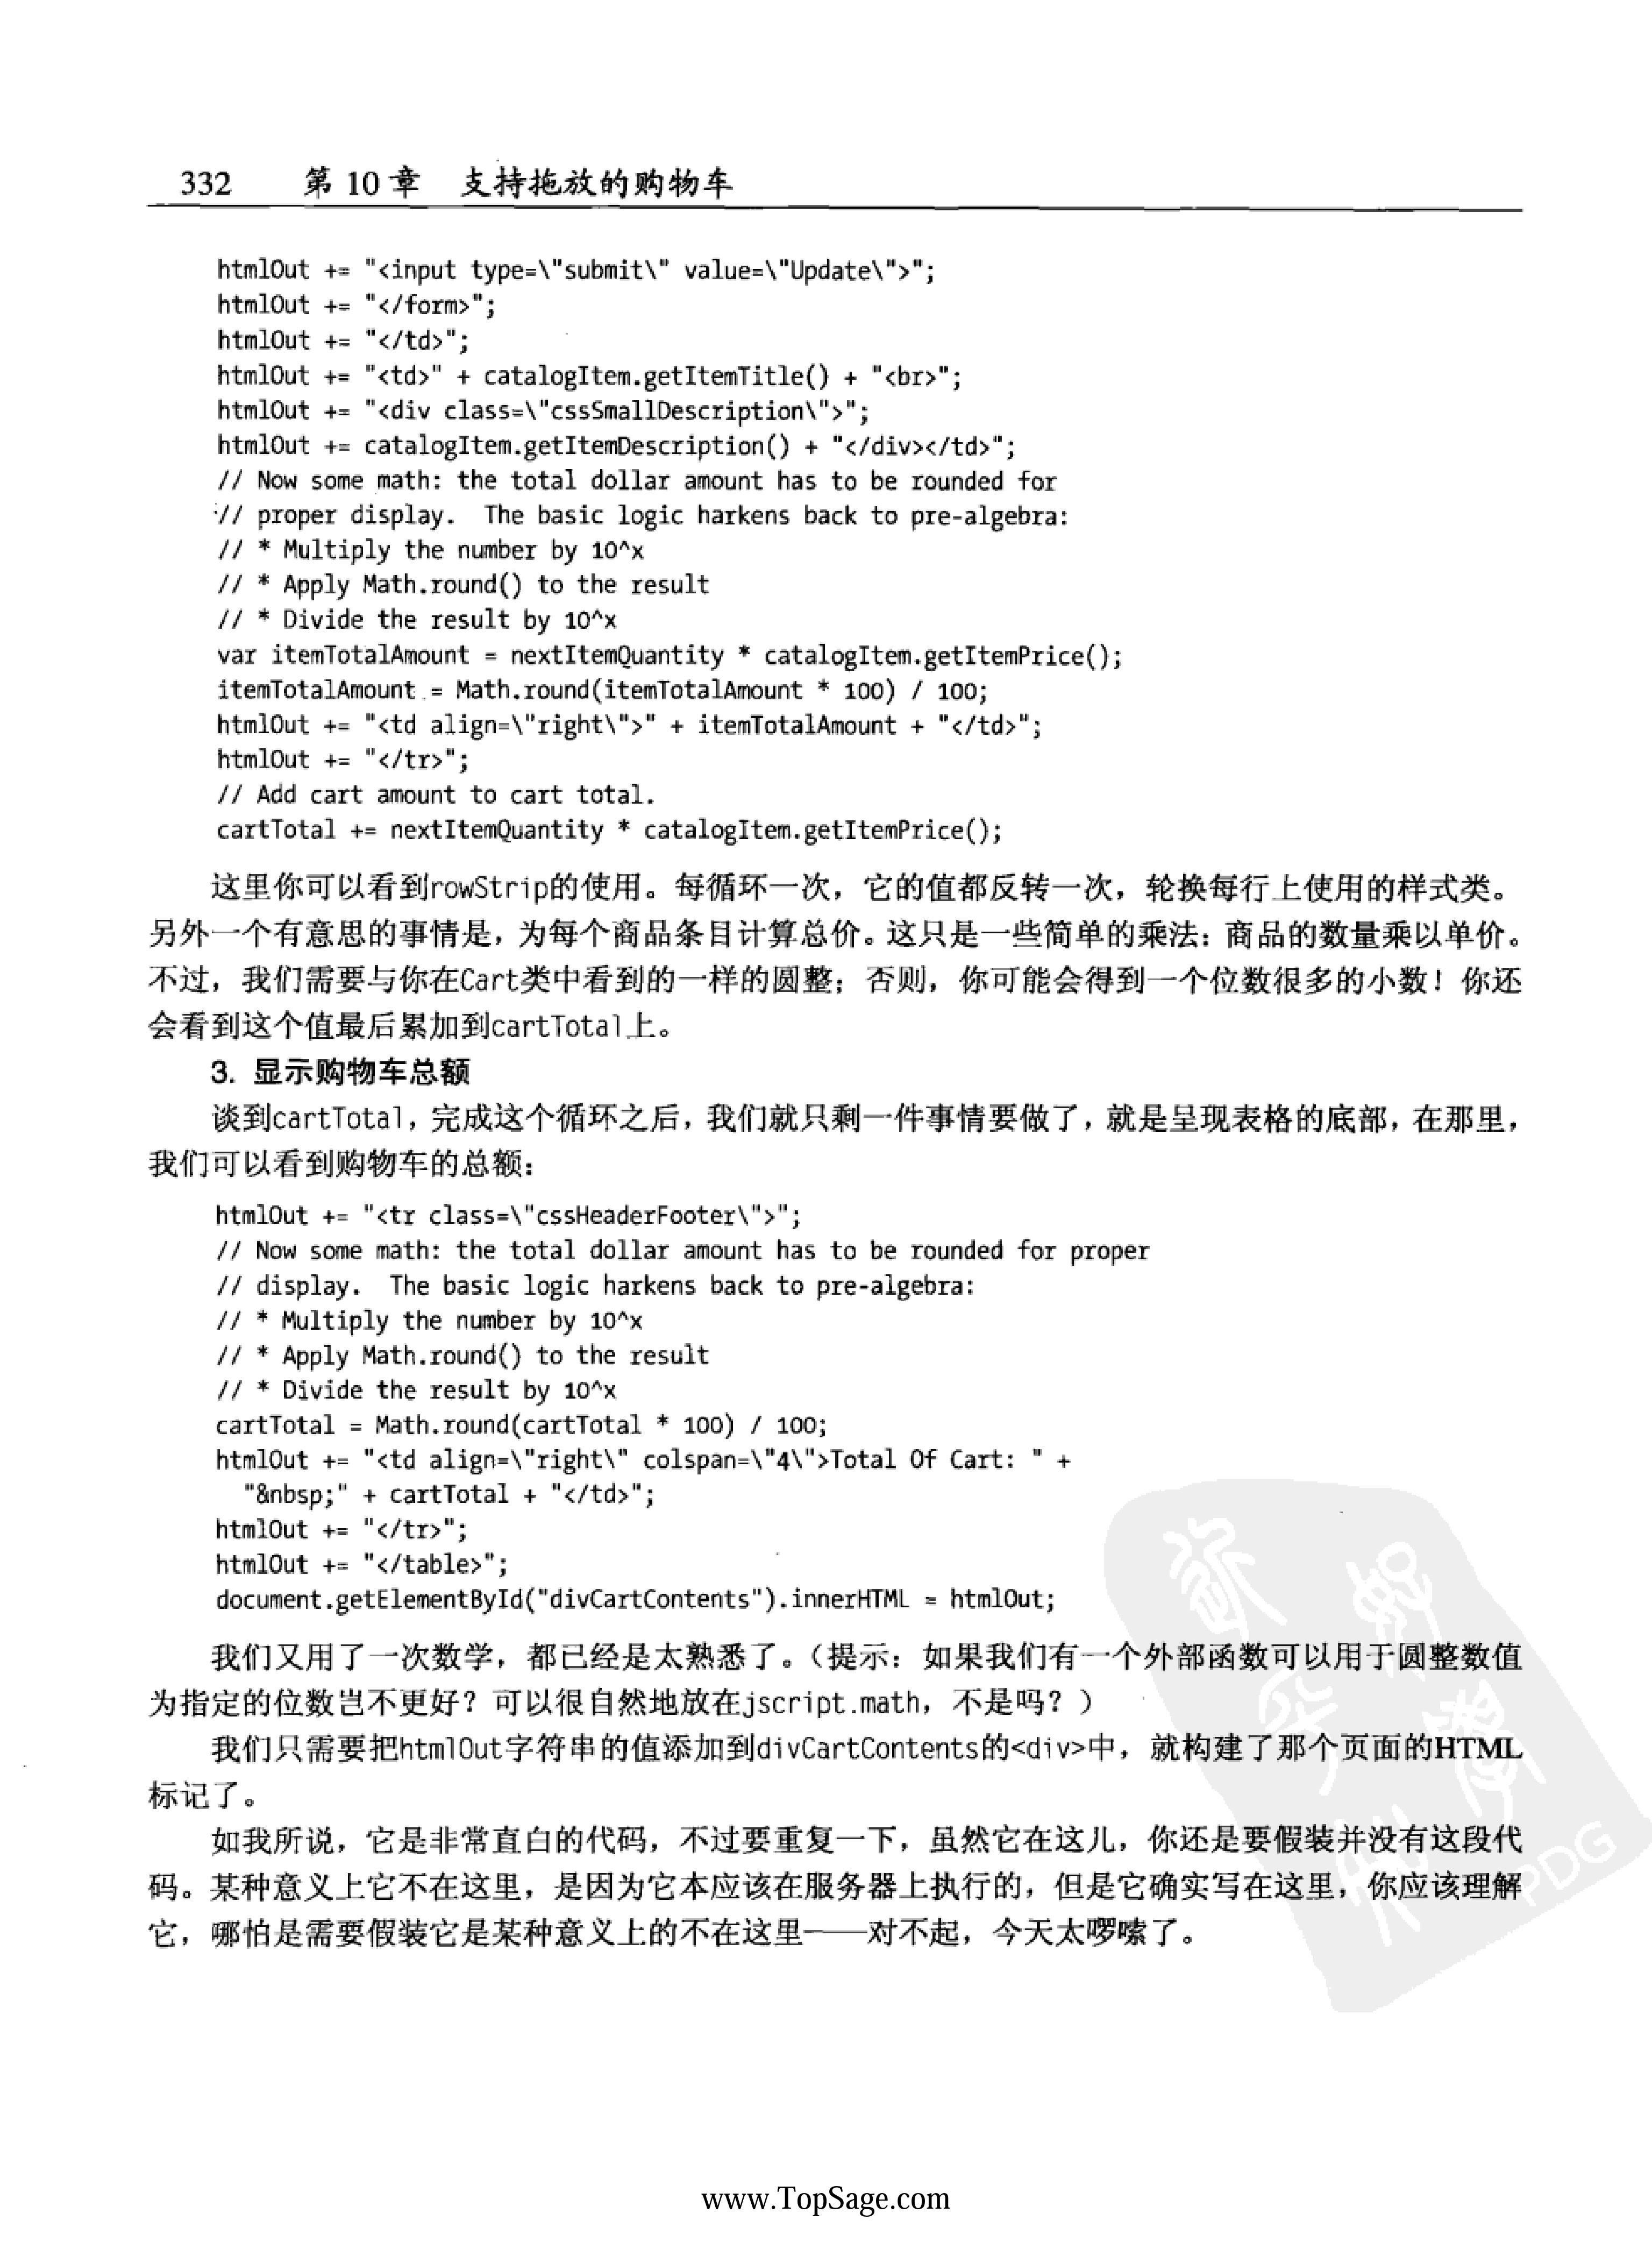 332 第 10 章 支持拖放的购物车
htmlOut += "<input type=\"submit\" value=\"Update\">";
htmlOut += "</form>";
htmlOut += "</td>";
htmlOut += "<td>" + catalogItem.getItemTitle() + "<br>";
htmlOut += "<div class=\"cssSmallDescription\">";
htmlOut += catalogItem.getItemDescription() + "</div></td>";
// Now some math: the total dollar amount has to be rounded for
// proper display.  The basic logic harkens back to pre-algebra:
// * Multiply the number by 10^x
// * Apply Math.round() to the result
// * Divide the result by 10^x
var itemTotalAmount = nextItemQuantity * catalogItem.getItemPrice();
itemTotalAmount = Math.round(itemTotalAmount * 100) / 100;
htmlOut += "<td align=\"right\">" + itemTotalAmount + "</td>";
htmlOut += "</tr>";
// Add cart amount to cart total.
cartTotal += nextItemQuantity * catalogItem.getItemPrice();
这里你可以看到rowStrip的使用。每循环一次，它的值都反转一次，轮换每行上使用的样式类。
另外一个有意思的事情是，为每个商品条目计算总价。这只是一些简单的乘法：商品的数量乘以单价。
不过，我们需要与你在Cart类中看到的一样的圆整；否则，你可能会得到一个位数很多的小数！你还
会看到这个值最后累加到cartTotal上。
3. 显示购物车总额
谈到cartTotal，完成这个循环之后，我们就只剩一件事情要做了，就是呈现表格的底部，在那里，
我们可以看到购物车的总额：
htmlOut += "<tr class=\"cssHeaderFooter\">";
// Now some math: the total dollar amount has to be rounded for proper
// display.  The basic logic harkens back to pre-algebra:
// * Multiply the number by 10^x
// * Apply Math.round() to the result
// * Divide the result by 10^x
cartTotal = Math.round(cartTotal * 100) / 100;
htmlOut += "<td align=\"right\" colspan=\"4\">Total Of Cart: " +
"&nbsp;" + cartTotal + "</td>";
htmlOut += "</tr>";
htmlOut += "</table>";
document.getElementById("divCartContents").innerHTML = htmlOut;
我们又用了一次数学，都已经是太熟悉了。（提示：如果我们有一个外部函数可以用于圆整数值
为指定的位数岂不更好？可以很自然地放在jscript.math，不是吗？）
我们只需要把htmlOut字符串的值添加到divCartContents的<div>中，就构建了那个页面的HTML
标记了。
如我所说，它是非常直白的代码，不过要重复一下，虽然它在这儿，你还是要假装并没有这段代
码。某种意义上它不在这里，是因为它本应该在服务器上执行的，但是它确实写在这里，你应该理解
它，哪怕是需要假装它是某种意义上的不在这里——对不起，今天太啰嗦了。
PDG
www.TopSage.com